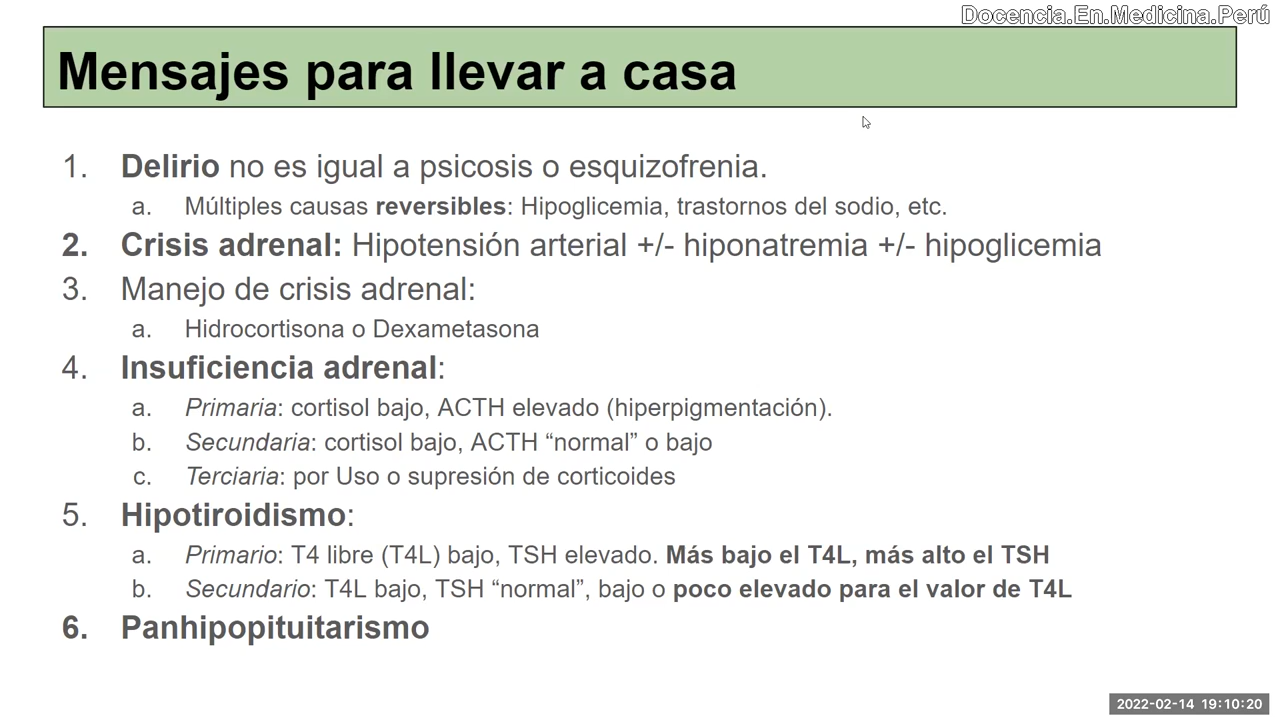 Docencia.En.Medicina.Perú
Mensajes para llevar a casa
1. Delirio no es igual a psicosis o esquizofrenia.
a. Múltiples causas reversibles: Hipoglicemia, trastornos del sodio, etc.
2. Crisis adrenal: Hipotensión arterial +/- hiponatremia +/- hipoglicemia
3. Manejo de crisis adrenal:
a. Hidrocortisona o Dexametasona
4. Insuficiencia adrenal:
a. Primaria: cortisol bajo, ACTH elevado (hiperpigmentación).
b. Secundaria: cortisol bajo, ACTH “normal” o bajo
c. Terciaria: por Uso o supresión de corticoides
5. Hipotiroidismo:
a. Primario: T4 libre (T4L) bajo, TSH elevado. Más bajo el T4L, más alto el TSH
b. Secundario: T4L bajo, TSH “normal”, bajo o poco elevado para el valor de T4L
6. Panhipopituitarismo
2022-02-14 19:10:20